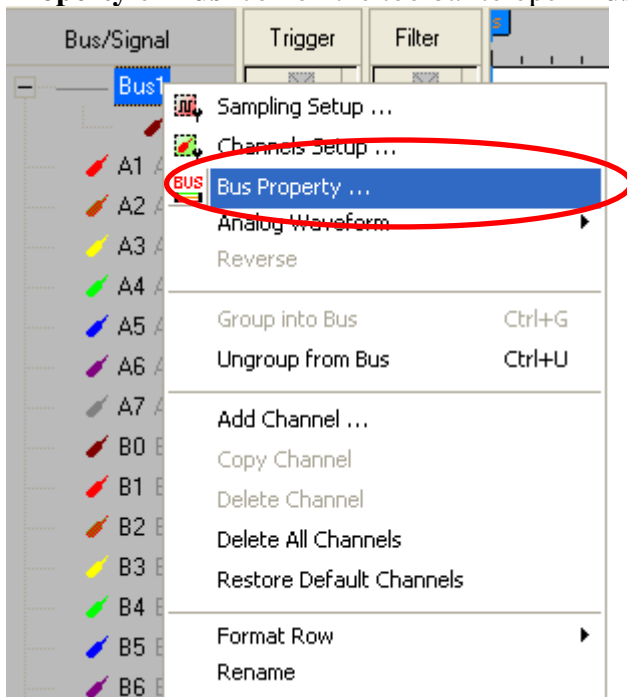 Bus/Signal Trigger Filter
Bus1
Sampling Setup ...
Channels Setup ...
A1
BUS Bus Property ...
A2
Analog Waveform
A3
Reverse
A4
A5 Group into Bus Ctrl+G
A6 Ungroup from Bus Ctrl+U
A7 Add Channel ...
B0 Copy Channel
B1 Delete Channel
B2 Delete All Channels
B3 Restore Default Channels
B4
B5 Format Row
B6 Rename